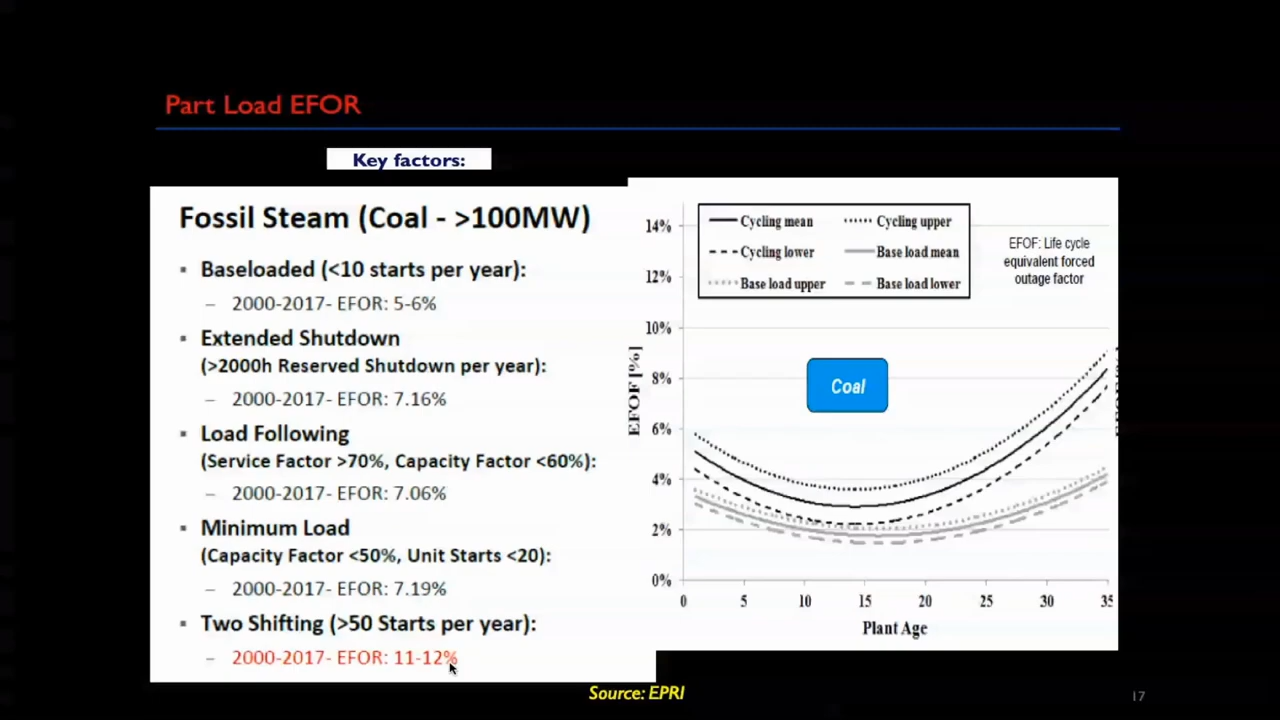 Part Load EFOR
Key factors:
Fossil Steam (Coal - >100MW)
▪ Baseloaded (<10 starts per year):
– 2000-2017- EFOR: 5-6%
▪ Extended Shutdown
(>2000h Reserved Shutdown per year):
– 2000-2017- EFOR: 7.16%
▪ Load Following
(Service Factor >70%, Capacity Factor <60%):
– 2000-2017- EFOR: 7.06%
▪ Minimum Load
(Capacity Factor <50%, Unit Starts <20):
– 2000-2017- EFOR: 7.19%
▪ Two Shifting (>50 Starts per year):
– 2000-2017- EFOR: 11-12%
Cycling mean
Cycling upper
Cycling lower
Base load mean
Base load upper
Base load lower
EFOF: Life cycle
equivalent forced
outage factor
Coal
EFOF [%]
14%
12%
10%
8%
6%
4%
2%
0%
0 5 10 15 20 25 30 35
Plant Age
Source: EPRI
17